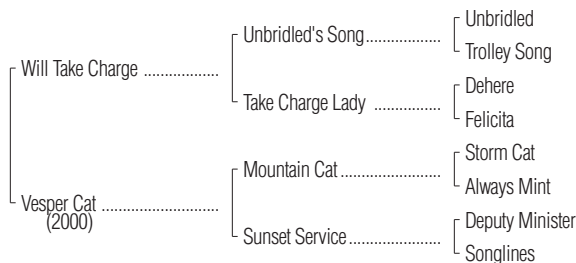 Unbridled
Unbridled's Song..................
Trolley Song
Will Take Charge ..................
Dehere
Take Charge Lady ................
Felicita
Storm Cat
Mountain Cat........................
Always Mint
Vesper Cat ............................
(2000)
Deputy Minister
Sunset Service......................
Songlines